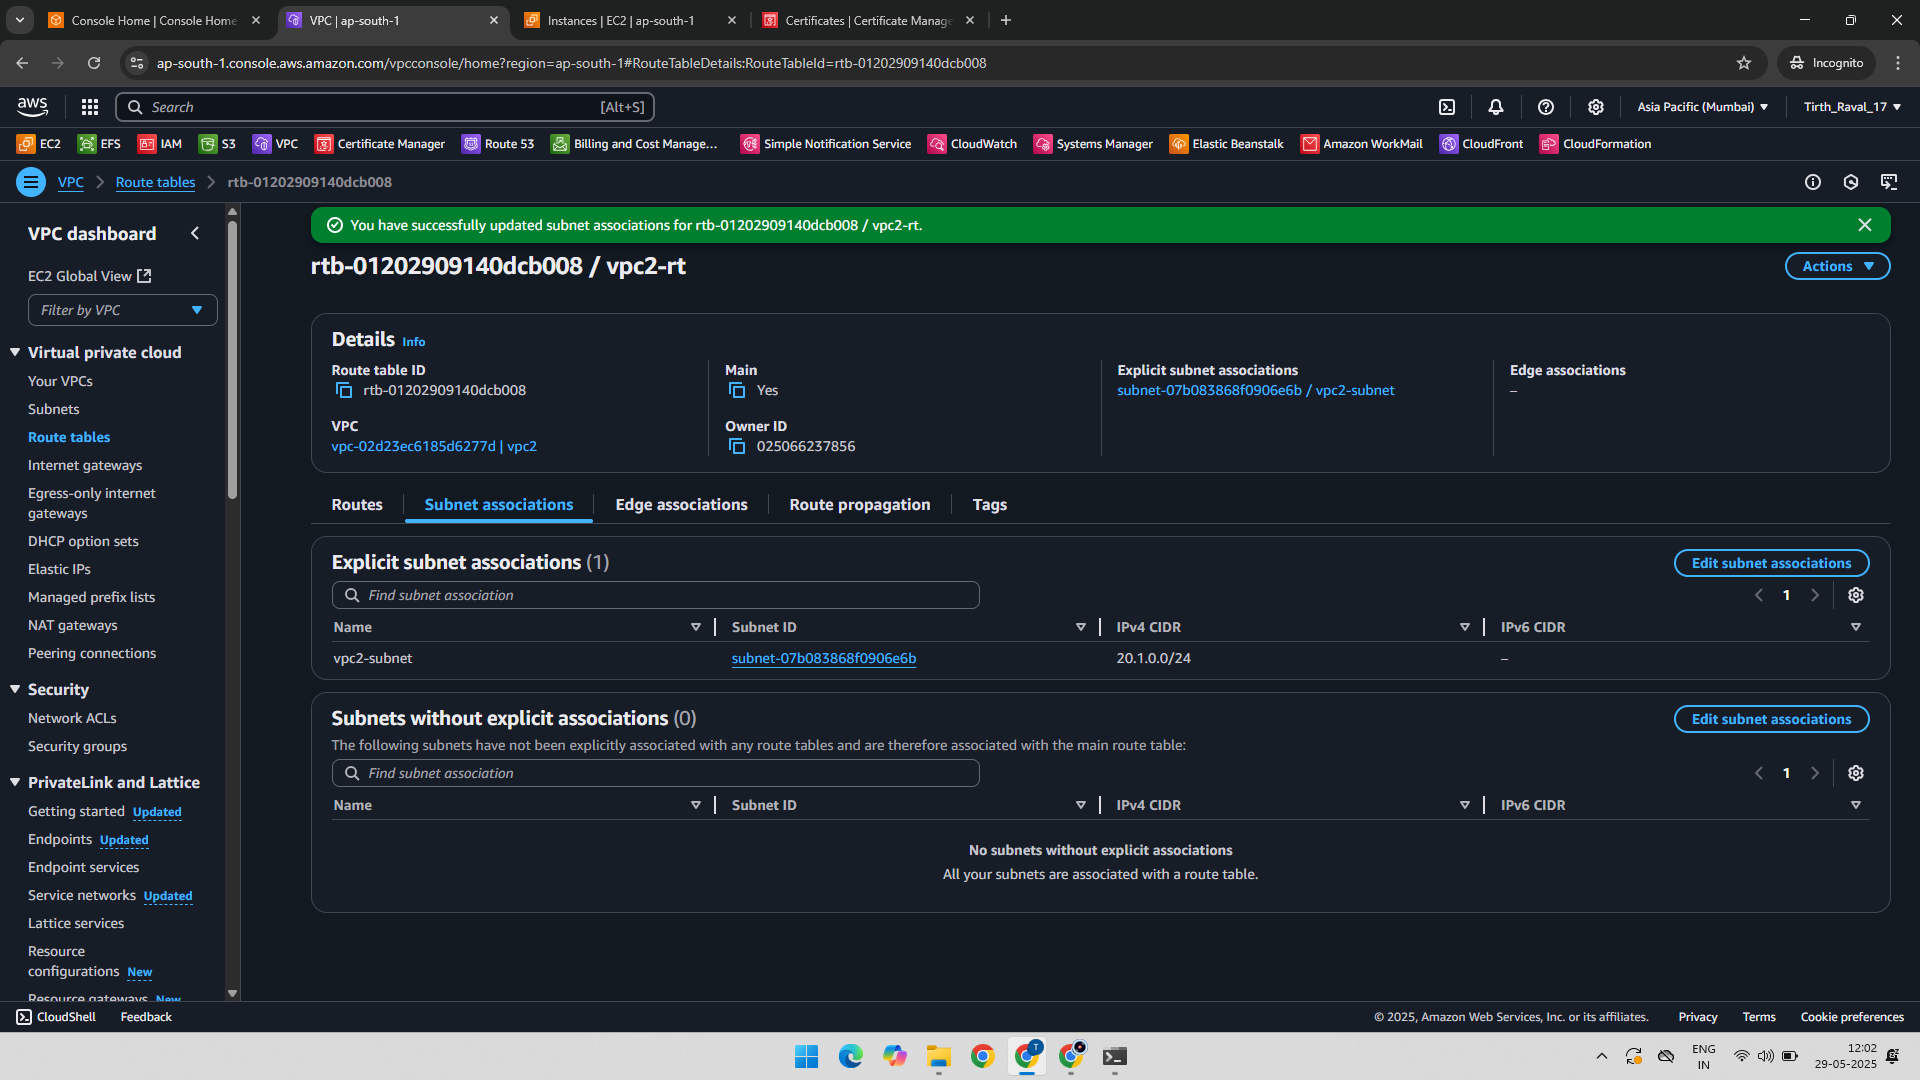 Console Home | Console Home
VPC | ap-south-1
Instances | EC2 | ap-south-1
Certificates | Certificate Manage
ap-south-1.console.aws.amazon.com/vpcconsole/home?region=ap-south-1#RouteTableDetails:RouteTableId=rtb-01202909140dcb008
Incognito
aws
Search
[Alt+S]
Asia Pacific (Mumbai)
Tirth_Raval_17
EC2
EFS
IAM
S3
VPC
Certificate Manager
Route 53
Billing and Cost Manage...
Simple Notification Service
CloudWatch
Systems Manager
Elastic Beanstalk
Amazon WorkMail
CloudFront
CloudFormation
VPC
Route tables
rtb-01202909140dcb008
VPC dashboard
EC2 Global View
Filter by VPC
Virtual private cloud
Your VPCs
Subnets
Route tables
Internet gateways
Egress-only internet
gateways
DHCP option sets
Elastic IPs
Managed prefix lists
NAT gateways
Peering connections
Security
Network ACLs
Security groups
PrivateLink and Lattice
Getting started Updated
Endpoints Updated
Endpoint services
Service networks Updated
Lattice services
Resource
configurations New
Resource gateways New
You have successfully updated subnet associations for rtb-01202909140dcb008 / vpc2-rt.
rtb-01202909140dcb008 / vpc2-rt
Actions
Details Info
Route table ID
rtb-01202909140dcb008
Main
Yes
Explicit subnet associations
subnet-07b083868f0906e6b / vpc2-subnet
Edge associations
–
VPC
vpc-02d23ec6185d6277d | vpc2
Owner ID
025066237856
Routes
Subnet associations
Edge associations
Route propagation
Tags
Explicit subnet associations (1)
Edit subnet associations
Find subnet association
1
Name
Subnet ID
IPv4 CIDR
IPv6 CIDR
vpc2-subnet
subnet-07b083868f0906e6b
20.1.0.0/24
–
Subnets without explicit associations (0)
Edit subnet associations
The following subnets have not been explicitly associated with any route tables and are therefore associated with the main route table:
Find subnet association
1
Name
Subnet ID
IPv4 CIDR
IPv6 CIDR
No subnets without explicit associations
All your subnets are associated with a route table.
CloudShell
Feedback
© 2025, Amazon Web Services, Inc. or its affiliates.
Privacy
Terms
Cookie preferences
T
ENG
IN
12:02
29-05-2025